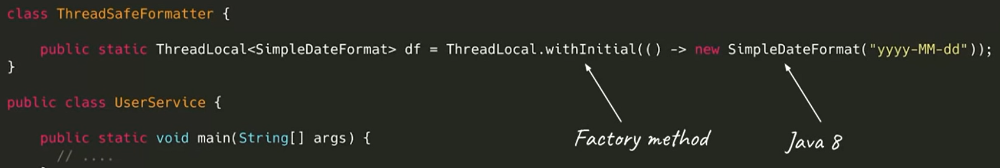 class ThreadSafeFormatter {
public static ThreadLocal<SimpleDateFormat> df = ThreadLocal.withInitial(() -> new SimpleDateFormat("yyyy-MM-dd"));
}
public class UserService {
public static void main(String[] args) {
// ....
Factory method
Java 8